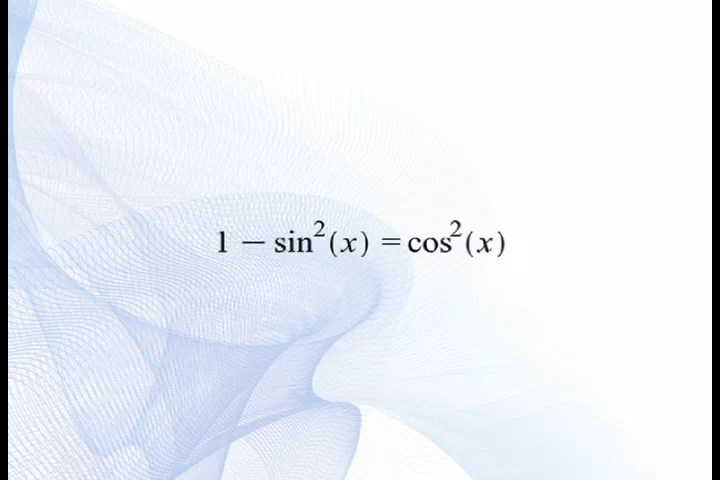 1 − sin²(x) = cos²(x)